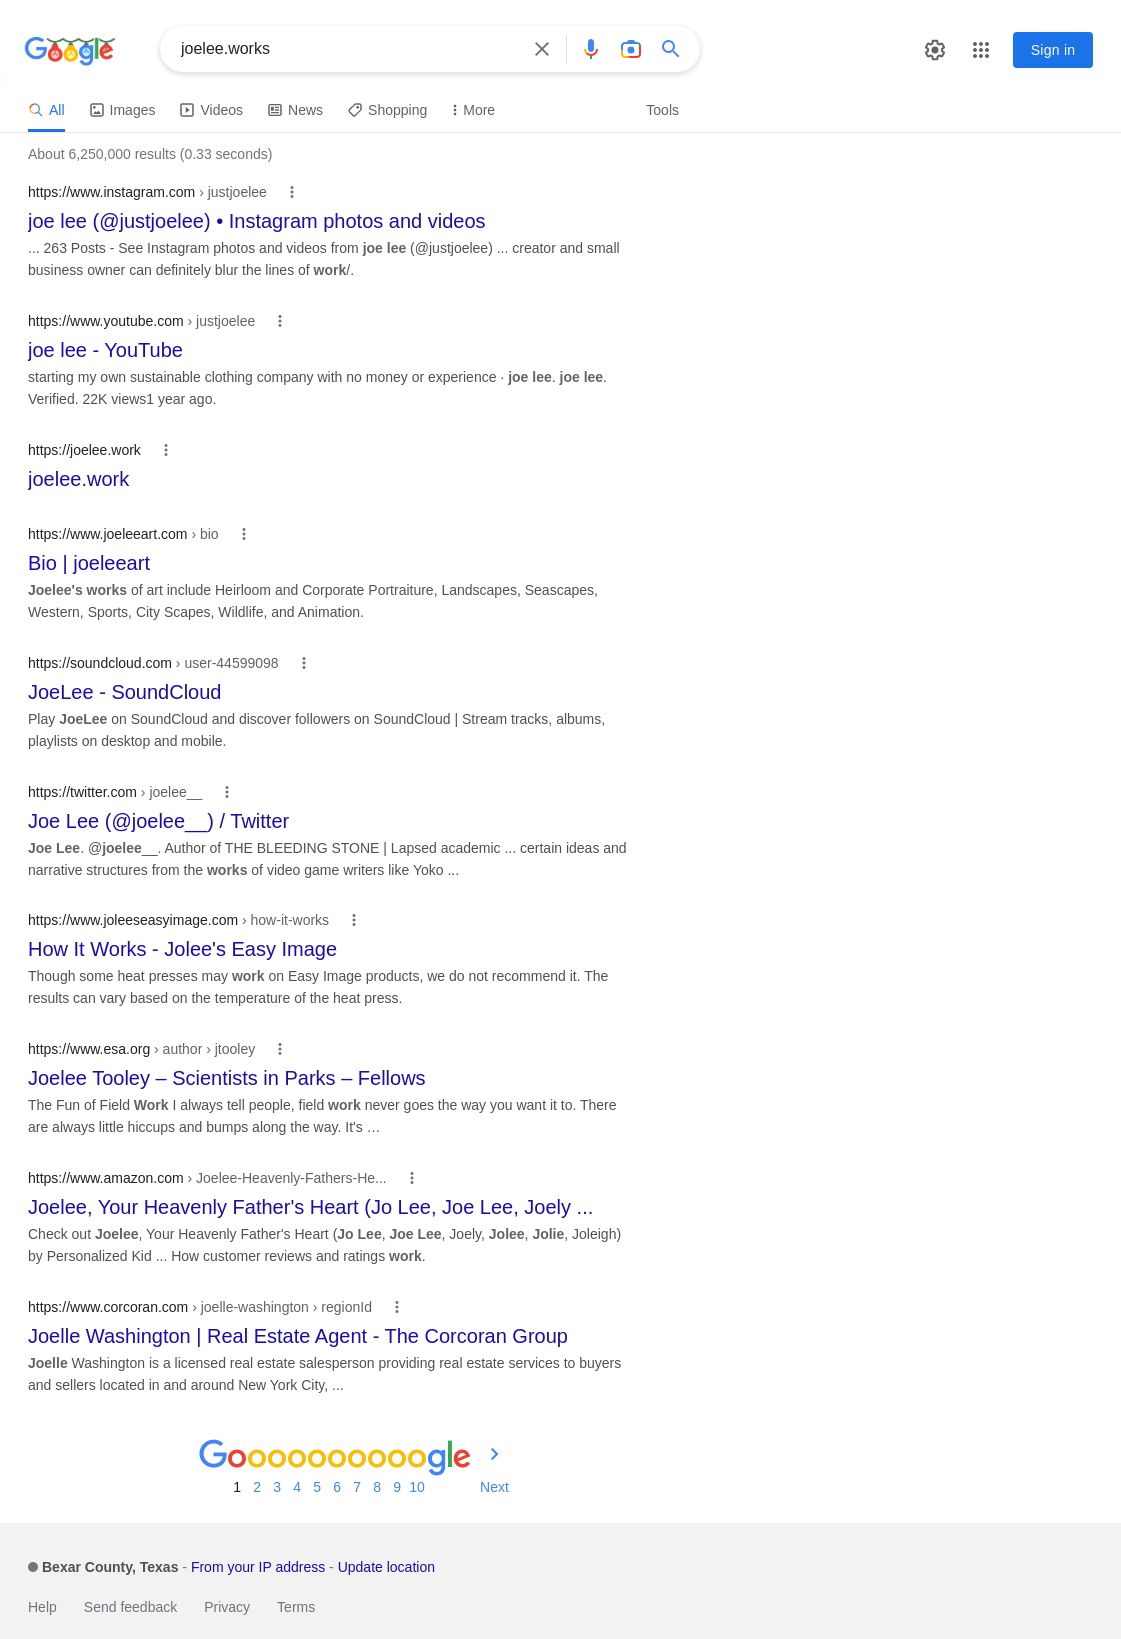 Google
joelee.works
Sign in
All Images Videos News Shopping More Tools
About 6,250,000 results (0.33 seconds)
https://www.instagram.com › justjoelee
joe lee (@justjoelee) • Instagram photos and videos
... 263 Posts - See Instagram photos and videos from joe lee (@justjoelee) ... creator and small
business owner can definitely blur the lines of work/.
https://www.youtube.com › justjoelee
joe lee - YouTube
starting my own sustainable clothing company with no money or experience · joe lee. joe lee.
Verified. 22K views1 year ago.
https://joelee.work
joelee.work
https://www.joeleeart.com › bio
Bio | joeleeart
Joelee's works of art include Heirloom and Corporate Portraiture, Landscapes, Seascapes,
Western, Sports, City Scapes, Wildlife, and Animation.
https://soundcloud.com › user-44599098
JoeLee - SoundCloud
Play JoeLee on SoundCloud and discover followers on SoundCloud | Stream tracks, albums,
playlists on desktop and mobile.
https://twitter.com › joelee__
Joe Lee (@joelee__) / Twitter
Joe Lee. @joelee__. Author of THE BLEEDING STONE | Lapsed academic ... certain ideas and
narrative structures from the works of video game writers like Yoko ...
https://www.joleeseasyimage.com › how-it-works
How It Works - Jolee's Easy Image
Though some heat presses may work on Easy Image products, we do not recommend it. The
results can vary based on the temperature of the heat press.
https://www.esa.org › author › jtooley
Joelee Tooley – Scientists in Parks – Fellows
The Fun of Field Work I always tell people, field work never goes the way you want it to. There
are always little hiccups and bumps along the way. It's …
https://www.amazon.com › Joelee-Heavenly-Fathers-He...
Joelee, Your Heavenly Father's Heart (Jo Lee, Joe Lee, Joely ...
Check out Joelee, Your Heavenly Father's Heart (Jo Lee, Joe Lee, Joely, Jolee, Jolie, Joleigh)
by Personalized Kid ... How customer reviews and ratings work.
https://www.corcoran.com › joelle-washington › regionId
Joelle Washington | Real Estate Agent - The Corcoran Group
Joelle Washington is a licensed real estate salesperson providing real estate services to buyers
and sellers located in and around New York City, ...
Goooooooooogle
1 2 3 4 5 6 7 8 9 10 Next
Bexar County, Texas - From your IP address - Update location
Help Send feedback Privacy Terms